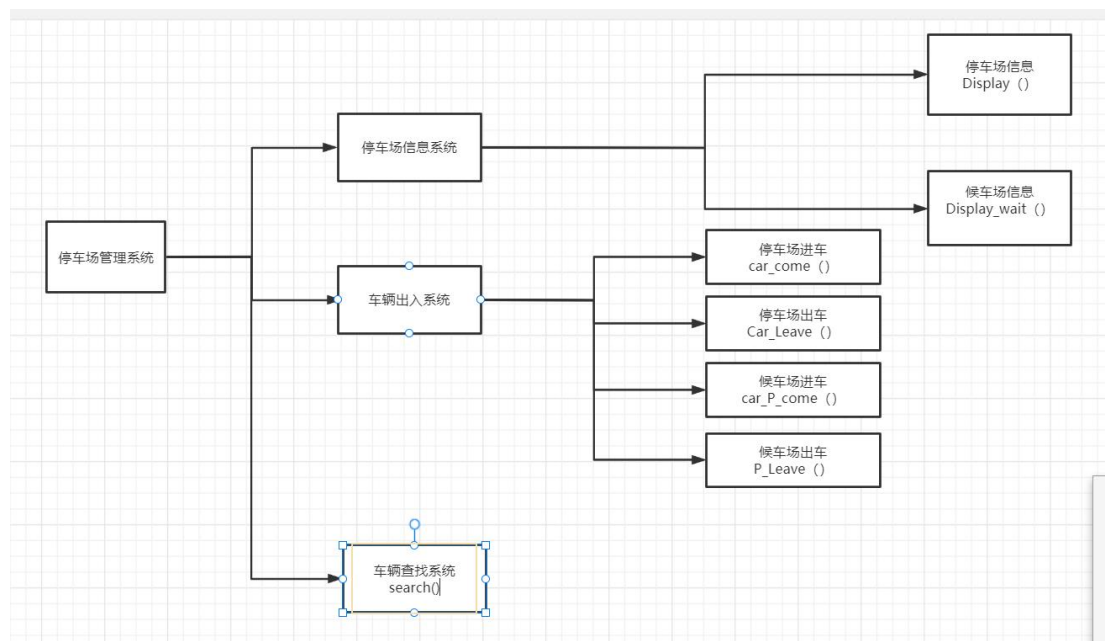 停车场信息
Display（）
停车场信息系统
候车场信息
Display_wait（）
停车场管理系统
停车场进车
car_come（）
车辆出入系统
停车场出车
Car_Leave（）
候车场进车
car_P_come（）
候车场出车
P_Leave（）
车辆查找系统
search()